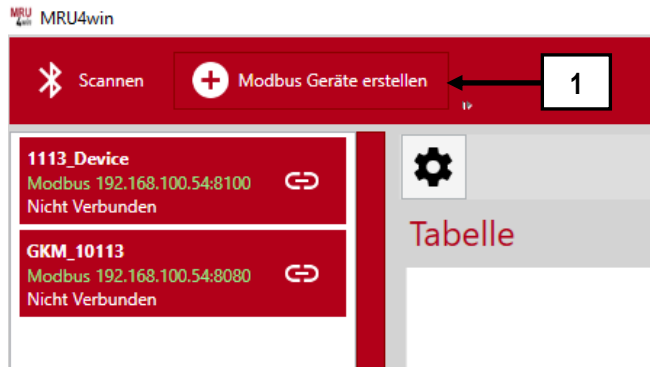 MRU4win
MRU4win
Scannen
Modbus Geräte erstellen
1
1113_Device
Modbus 192.168.100.54:8100
Nicht Verbunden
GKM_10113
Modbus 192.168.100.54:8080
Nicht Verbunden
Tabelle